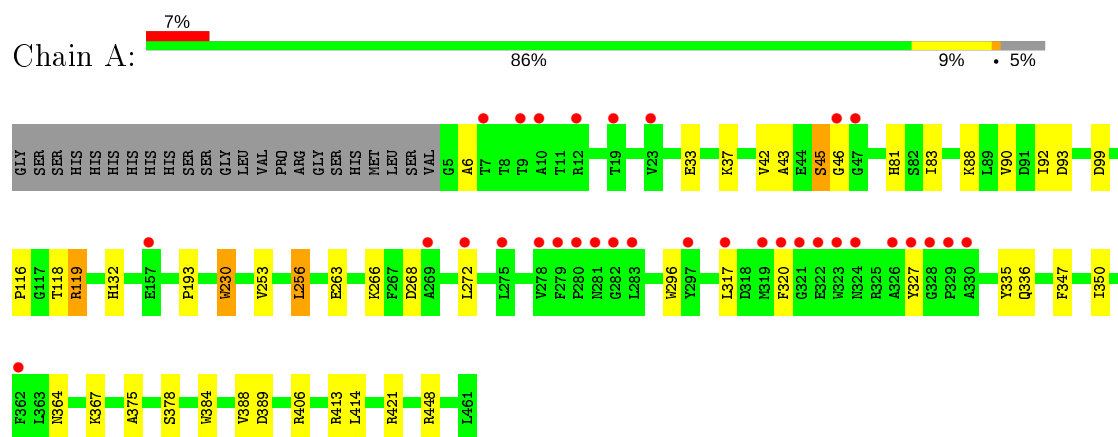 7%
Chain A:
86% 9% • 5%
GLY SER SER HIS HIS HIS HIS HIS HIS SER SER GLY LEU VAL PRO ARG GLY SER HIS MET LEU SER VAL G5 A6 T7 T8 T9 A10 T11 R12 T19 V23 E33 K37 V42 A43 E44 S45 G46 G47 H81 S82 I83 K88 L89 V90 D91 I92 D93 D99
P116 G117 T118 R119 H132 E157 P193 W230 V253 L256 E263 K266 F267 D268 A269 L272 L275 V278 F279 P280 N281 G282 L283 W296 Y297 L317 D318 M319 F320 G321 E322 W323 N324 R325 A326 Y327 G328 P329 A330 Y335 Q336 F347 I350
F362 L363 N364 K367 A375 S378 W384 V388 D389 R406 R413 L414 R421 R448 L461